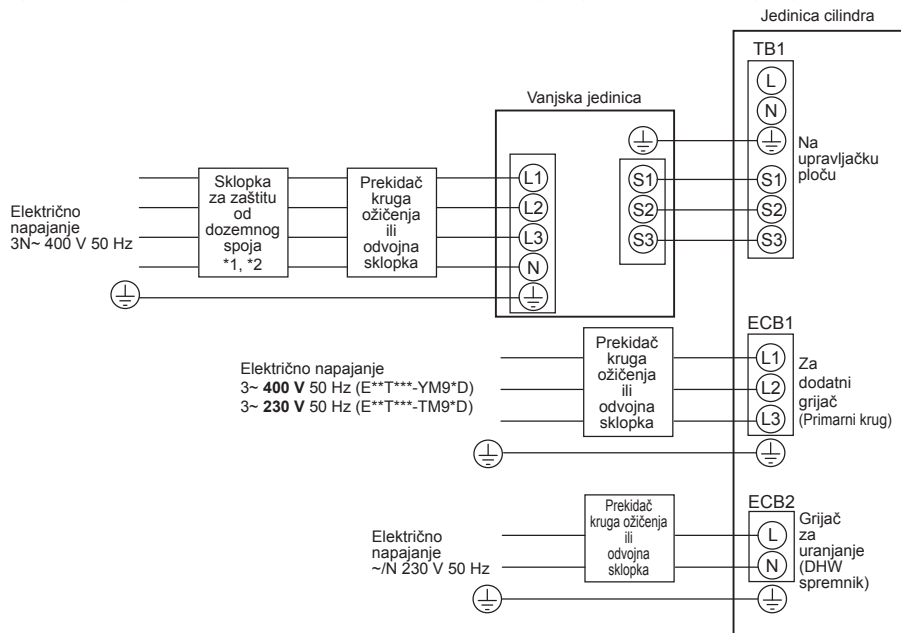 Jedinica cilindra
TB1
L
N
Vanjska jedinica
Na
upravljačku
ploču
Električno
napajanje
3N~ 400 V 50 Hz
Sklopka
za zaštitu
od
dozemnog
spoja
*1, *2
Prekidač
kruga
ožičenja
ili
odvojna
sklopka
L1
L2
L3
N
S1
S2
S3
S1
S2
S3
Električno napajanje
3~ 400 V 50 Hz (E**T***-YM9*D)
3~ 230 V 50 Hz (E**T***-TM9*D)
Prekidač
kruga
ožičenja
ili
odvojna
sklopka
ECB1
L1
L2
L3
Za
dodatni
grijač
(Primarni krug)
Električno
napajanje
~/N 230 V 50 Hz
Prekidač
kruga ožičenja
ili
odvojna
sklopka
ECB2
L
N
Grijač
za
uranjanje
(DHW
spremnik)